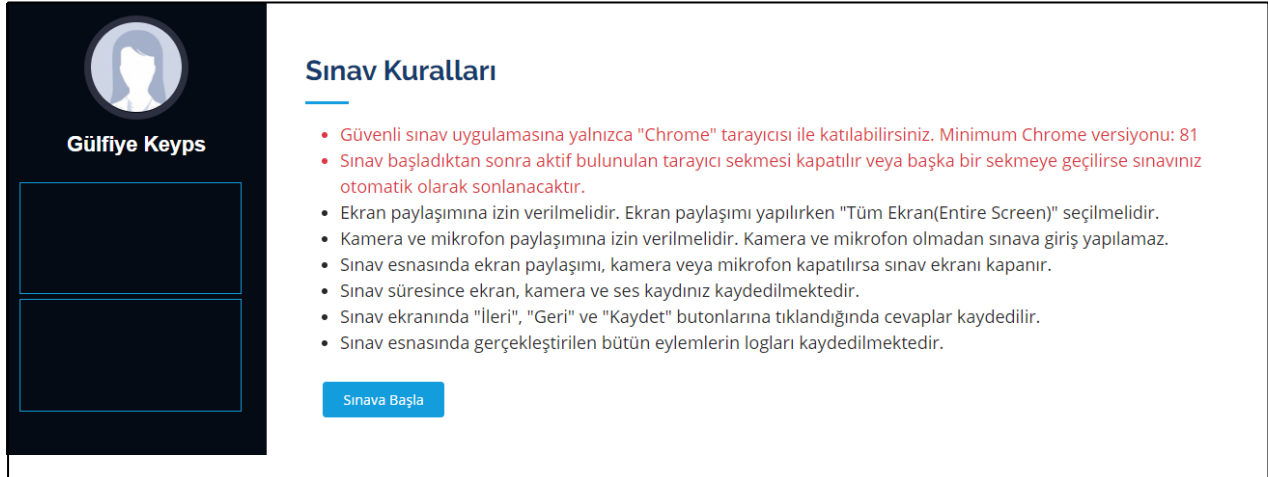 Gülfiye Keyps
Sınav Kuralları
Güvenli sınav uygulamasına yalnızca "Chrome" tarayıcısı ile katılabilirsiniz. Minimum Chrome versiyonu: 81
Sınav başladıktan sonra aktif bulunulan tarayıcı sekmesi kapatılır veya başka bir sekmeye geçilirse sınavınız
otomatik olarak sonlanacaktır.
Ekran paylaşımına izin verilmelidir. Ekran paylaşımı yapılırken "Tüm Ekran(Entire Screen)" seçilmelidir.
Kamera ve mikrofon paylaşımına izin verilmelidir. Kamera ve mikrofon olmadan sınava giriş yapılamaz.
Sınav esnasında ekran paylaşımı, kamera veya mikrofon kapatılırsa sınav ekranı kapanır.
Sınav süresince ekran, kamera ve ses kaydınız kaydedilmektedir.
Sınav ekranında "İleri", "Geri" ve "Kaydet" butonlarına tıklandığında cevaplar kaydedilir.
Sınav esnasında gerçekleştirilen bütün eylemlerin logları kaydedilmektedir.
Sınava Başla